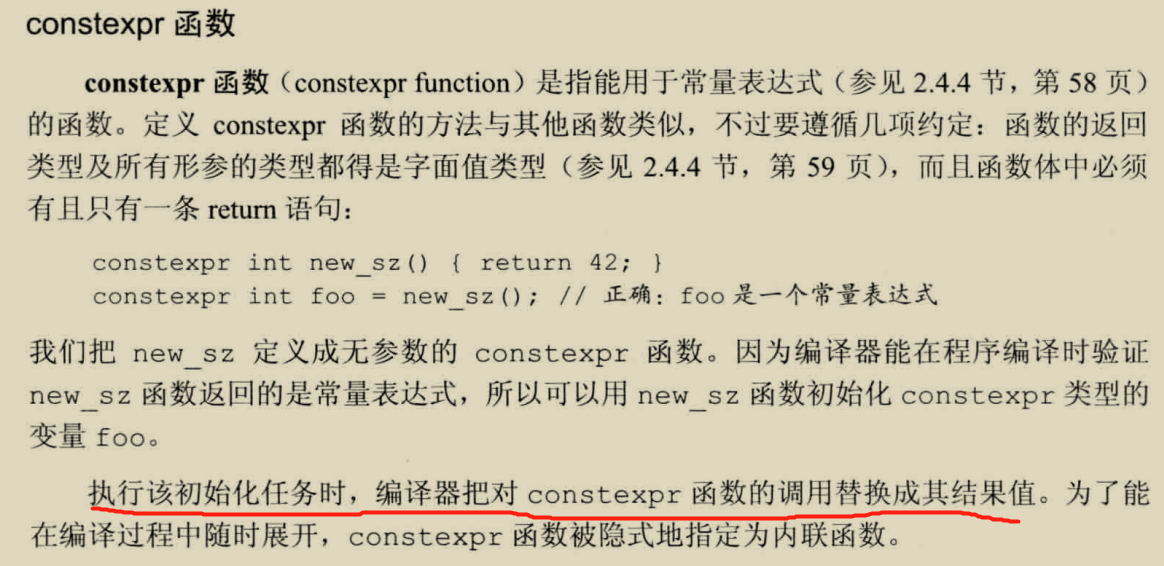 constexpr 函数
constexpr 函数（constexpr function）是指能用于常量表达式（参见 2.4.4 节，第 58 页）
的函数。定义 constexpr 函数的方法与其他函数类似，不过要遵循几项约定：函数的返回
类型及所有形参的类型都得是字面值类型（参见 2.4.4 节，第 59 页），而且函数体中必须
有且只有一条 return 语句：
constexpr int new_sz() { return 42; }
constexpr int foo = new_sz(); // 正确：foo 是一个常量表达式
我们把 new_sz 定义成无参数的 constexpr 函数。因为编译器能在程序编译时验证
new_sz 函数返回的是常量表达式，所以可以用 new_sz 函数初始化 constexpr 类型的
变量 foo。
执行该初始化任务时，编译器把对 constexpr 函数的调用替换成其结果值。为了能
在编译过程中随时展开，constexpr 函数被隐式地指定为内联函数。